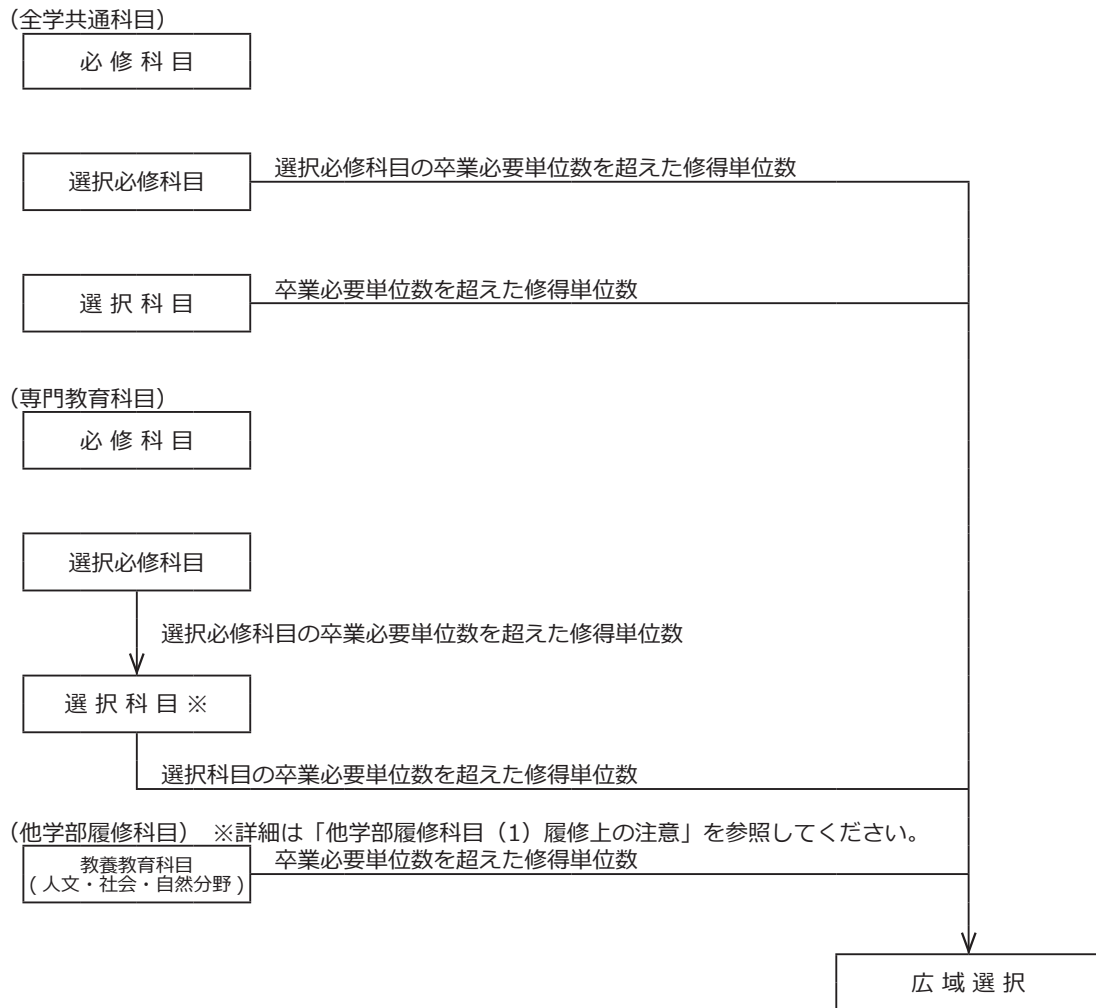 （全学共通科目）
必 修 科 目
選択必修科目
選択必修科目の卒業必要単位数を超えた修得単位数
選 択 科 目
卒業必要単位数を超えた修得単位数
（専門教育科目）
必 修 科 目
選択必修科目
選択必修科目の卒業必要単位数を超えた修得単位数
選 択 科 目 ※
選択科目の卒業必要単位数を超えた修得単位数
（他学部履修科目）　※詳細は「他学部履修科目（1）履修上の注意」を参照してください。
教養教育科目
( 人文・社会・自然分野 )
卒業必要単位数を超えた修得単位数
広 域 選 択